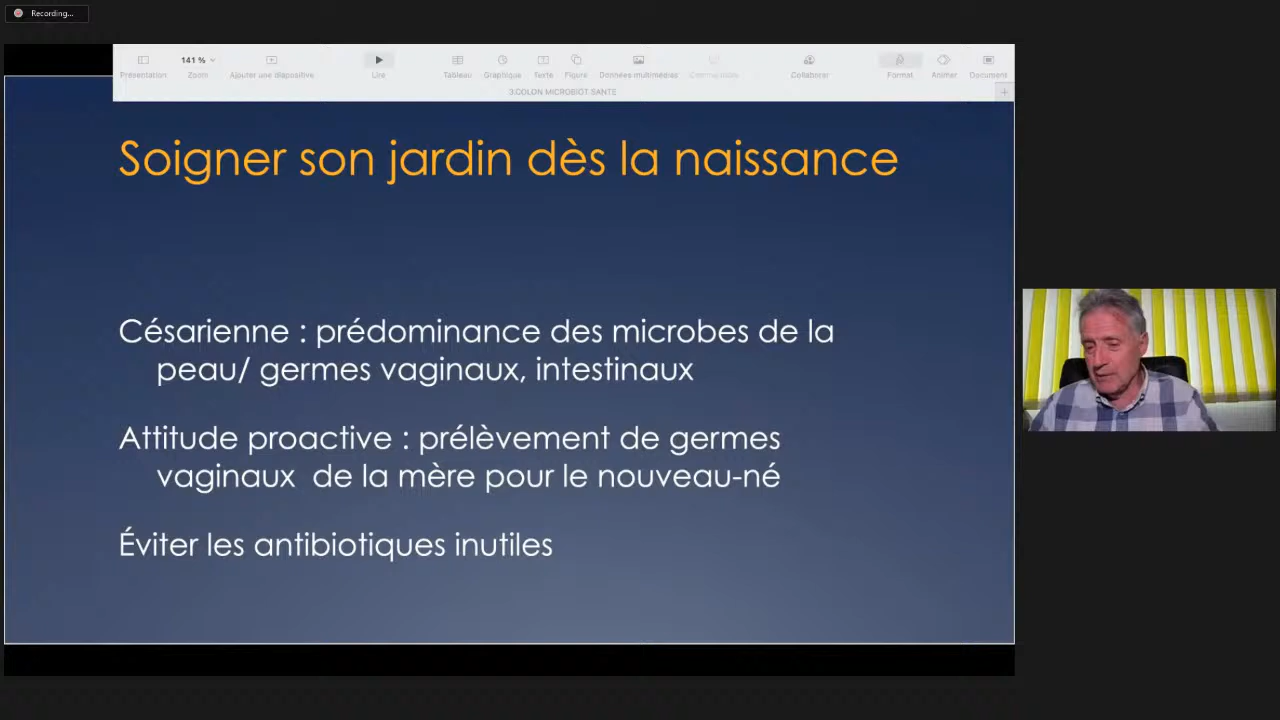 Recording...
141 %
Présentation Zoom Ajouter une diapositive Lire Tableau Graphique Texte Figure Données multimédias Commentaire Collaborer Format Animer Document
3.COLON MICROBIOT SANTE
Soigner son jardin dès la naissance
Césarienne : prédominance des microbes de la
peau/ germes vaginaux, intestinaux
Attitude proactive : prélèvement de germes
vaginaux de la mère pour le nouveau-né
Éviter les antibiotiques inutiles